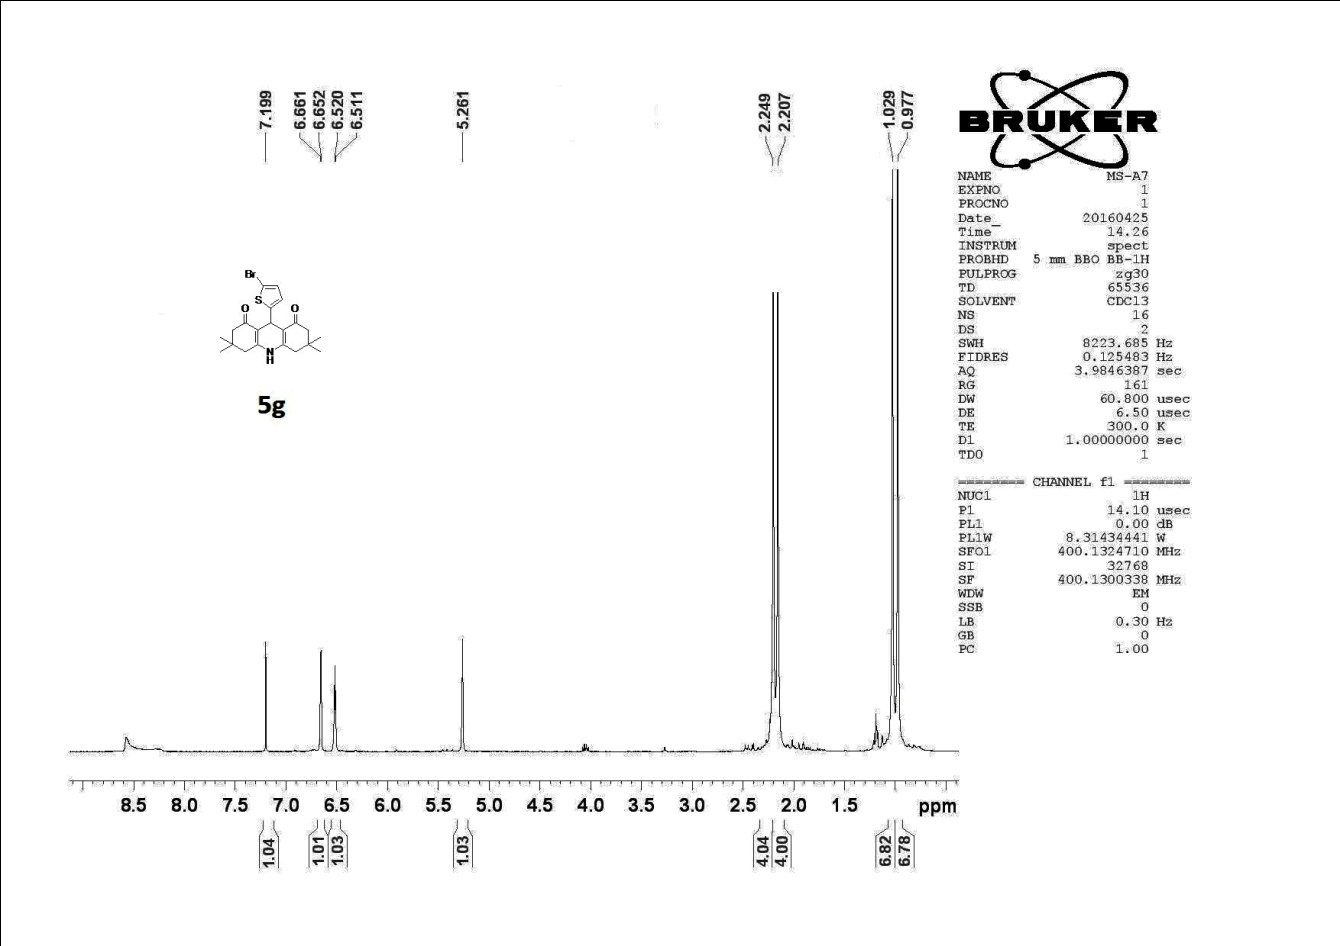 7.199
6.661
6.652
6.520
6.511
5.261
2.249
2.207
1.029
0.977
BRUKER
NAME MS-A7
EXPNO 1
PROCNO 1
Date_ 20160425
Time 14.26
INSTRUM spect
PROBHD 5 mm BBO BB-1H
PULPROG zg30
TD 65536
SOLVENT CDCl3
NS 16
DS 2
SWH 8223.685 Hz
FIDRES 0.125483 Hz
AQ 3.9846387 sec
RG 161
DW 60.800 usec
DE 6.50 usec
TE 300.0 K
D1 1.00000000 sec
TD0 1
======== CHANNEL f1 ========
NUC1 1H
P1 14.10 usec
PL1 0.00 dB
PL1W 8.31434441 W
SFO1 400.1324710 MHz
SI 32768
SF 400.1300338 MHz
WDW EM
SSB 0
LB 0.30 Hz
GB 0
PC 1.00
Br
S
O O
N
H
5g
8.5 8.0 7.5 7.0 6.5 6.0 5.5 5.0 4.5 4.0 3.5 3.0 2.5 2.0 1.5 ppm
1.04
1.01
1.03
1.03
4.04
4.00
6.82
6.78